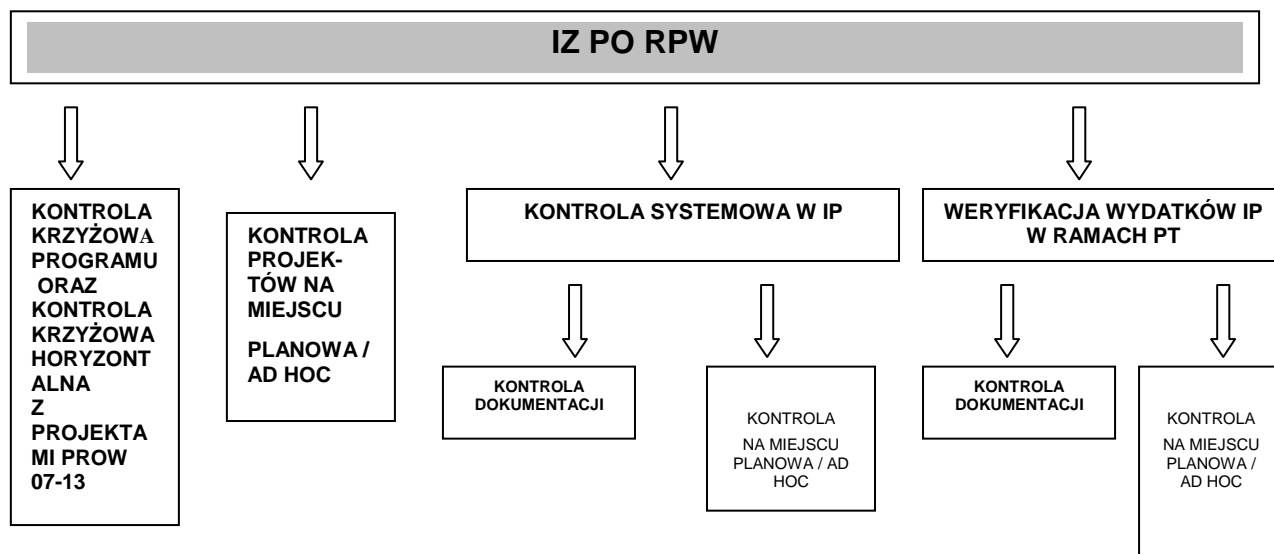 IZ PO RPW
KONTROLA
KRZYŻOWA
PROGRAMU
ORAZ
KONTROLA
KRZYŻOWA
HORYZONT
ALNA
Z
PROJEKTA
MI PROW
07-13
KONTROLA
PROJEK-
TÓW NA
MIEJSCU
PLANOWA /
AD HOC
KONTROLA SYSTEMOWA W IP
KONTROLA
DOKUMENTACJI
KONTROLA
NA MIEJSCU
PLANOWA / AD
HOC
WERYFIKACJA WYDATKÓW IP
W RAMACH PT
KONTROLA
DOKUMENTACJI
KONTROLA
NA MIEJSCU
PLANOWA /
AD HOC